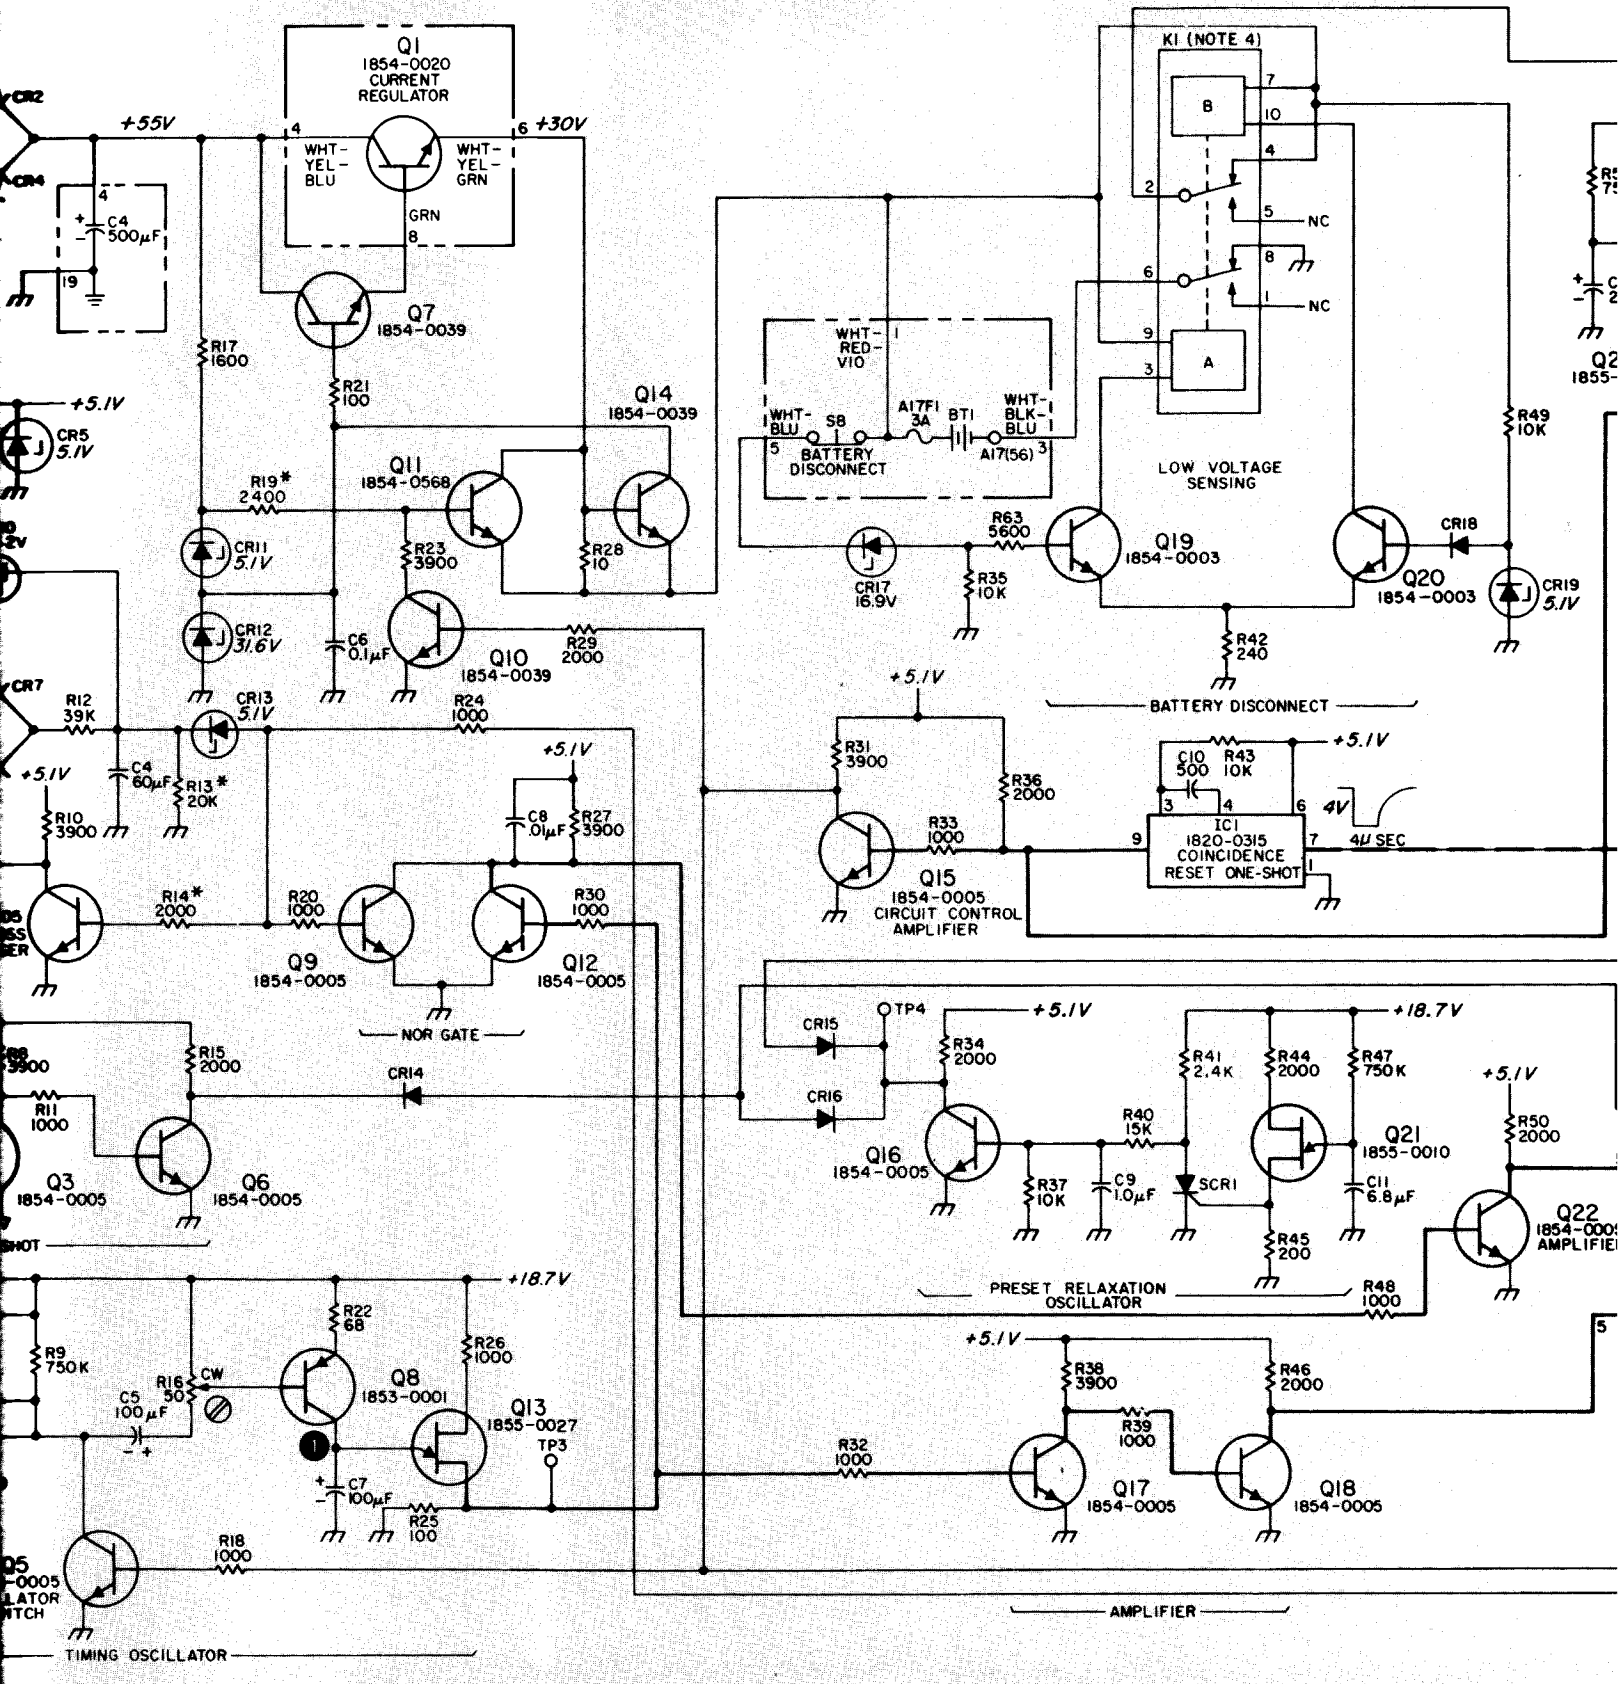 CR2
CR4
+55V
Q1
1854-0020
CURRENT
REGULATOR
4
WHT-
YEL-
BLU
WHT-
YEL-
GRN
6
+30V
GRN
8
4
+
-
C4
500µF
19
Q7
1854-0039
R17
1600
R21
100
Q14
1854-0039
+5.1V
CR5
5.1V
Q11
1854-0568
R19*
2400
R23
3900
R28
10
CR11
5.1V
CR12
31.6V
C6
0.1µF
Q10
1854-0039
R29
2000
K1 (NOTE 4)
B
7
10
4
2
5
NC
8
6
1
NC
9
3
A
WHT-
RED-
VIO
1
WHT-
BLU
5
S8
BATTERY
DISCONNECT
A17F1
3A
BT1
WHT-
BLK-
BLU
A17(56)
3
LOW VOLTAGE
SENSING
R63
5600
CR17
16.9V
R35
10K
Q19
1854-0003
R42
240
Q20
1854-0003
CR18
CR19
5.1V
R49
10K
+
-
1855-
BATTERY DISCONNECT
CR7
R12
39K
CR13
5.1V
R24
1000
+5.1V
C4
60µF
R13*
20K
R10
3900
+5.1V
C8
.01µF
R27
3900
R14*
2000
R20
1000
R30
1000
Q9
1854-0005
Q12
1854-0005
NOR GATE
+5.1V
R31
3900
R36
2000
R33
1000
Q15
1854-0005
CIRCUIT CONTROL
AMPLIFIER
C10
500
R43
10K
+5.1V
3
4
6
9
IC1
1820-0315
COINCIDENCE
RESET ONE-SHOT
7
1
4V
4µ SEC
R8
3900
R15
2000
R11
1000
CR14
Q3
1854-0005
Q6
1854-0005
SHOT
CR15
CR16
TP4
R34
2000
+5.1V
Q16
1854-0005
R37
10K
C9
1.0µF
R40
15K
R41
2.4K
SCR1
R44
2000
R45
200
R47
750K
+18.7V
Q21
1855-0010
C11
6.8µF
+5.1V
R50
2000
Q22
1854-000
AMPLIFIE
PRESET RELAXATION
OSCILLATOR
R48
1000
5
+18.7V
R9
750K
R16
50
CW
C5
100µF
- +
R22
68
Q8
1853-0001
R26
1000
Q13
1855-0027
TP3
1
+
-
C7
100µF
R25
100
R18
1000
Q5
-0005
LATOR
ITCH
TIMING OSCILLATOR
R32
1000
+5.1V
R38
3900
R39
1000
R46
2000
Q17
1854-0005
Q18
1854-0005
AMPLIFIER